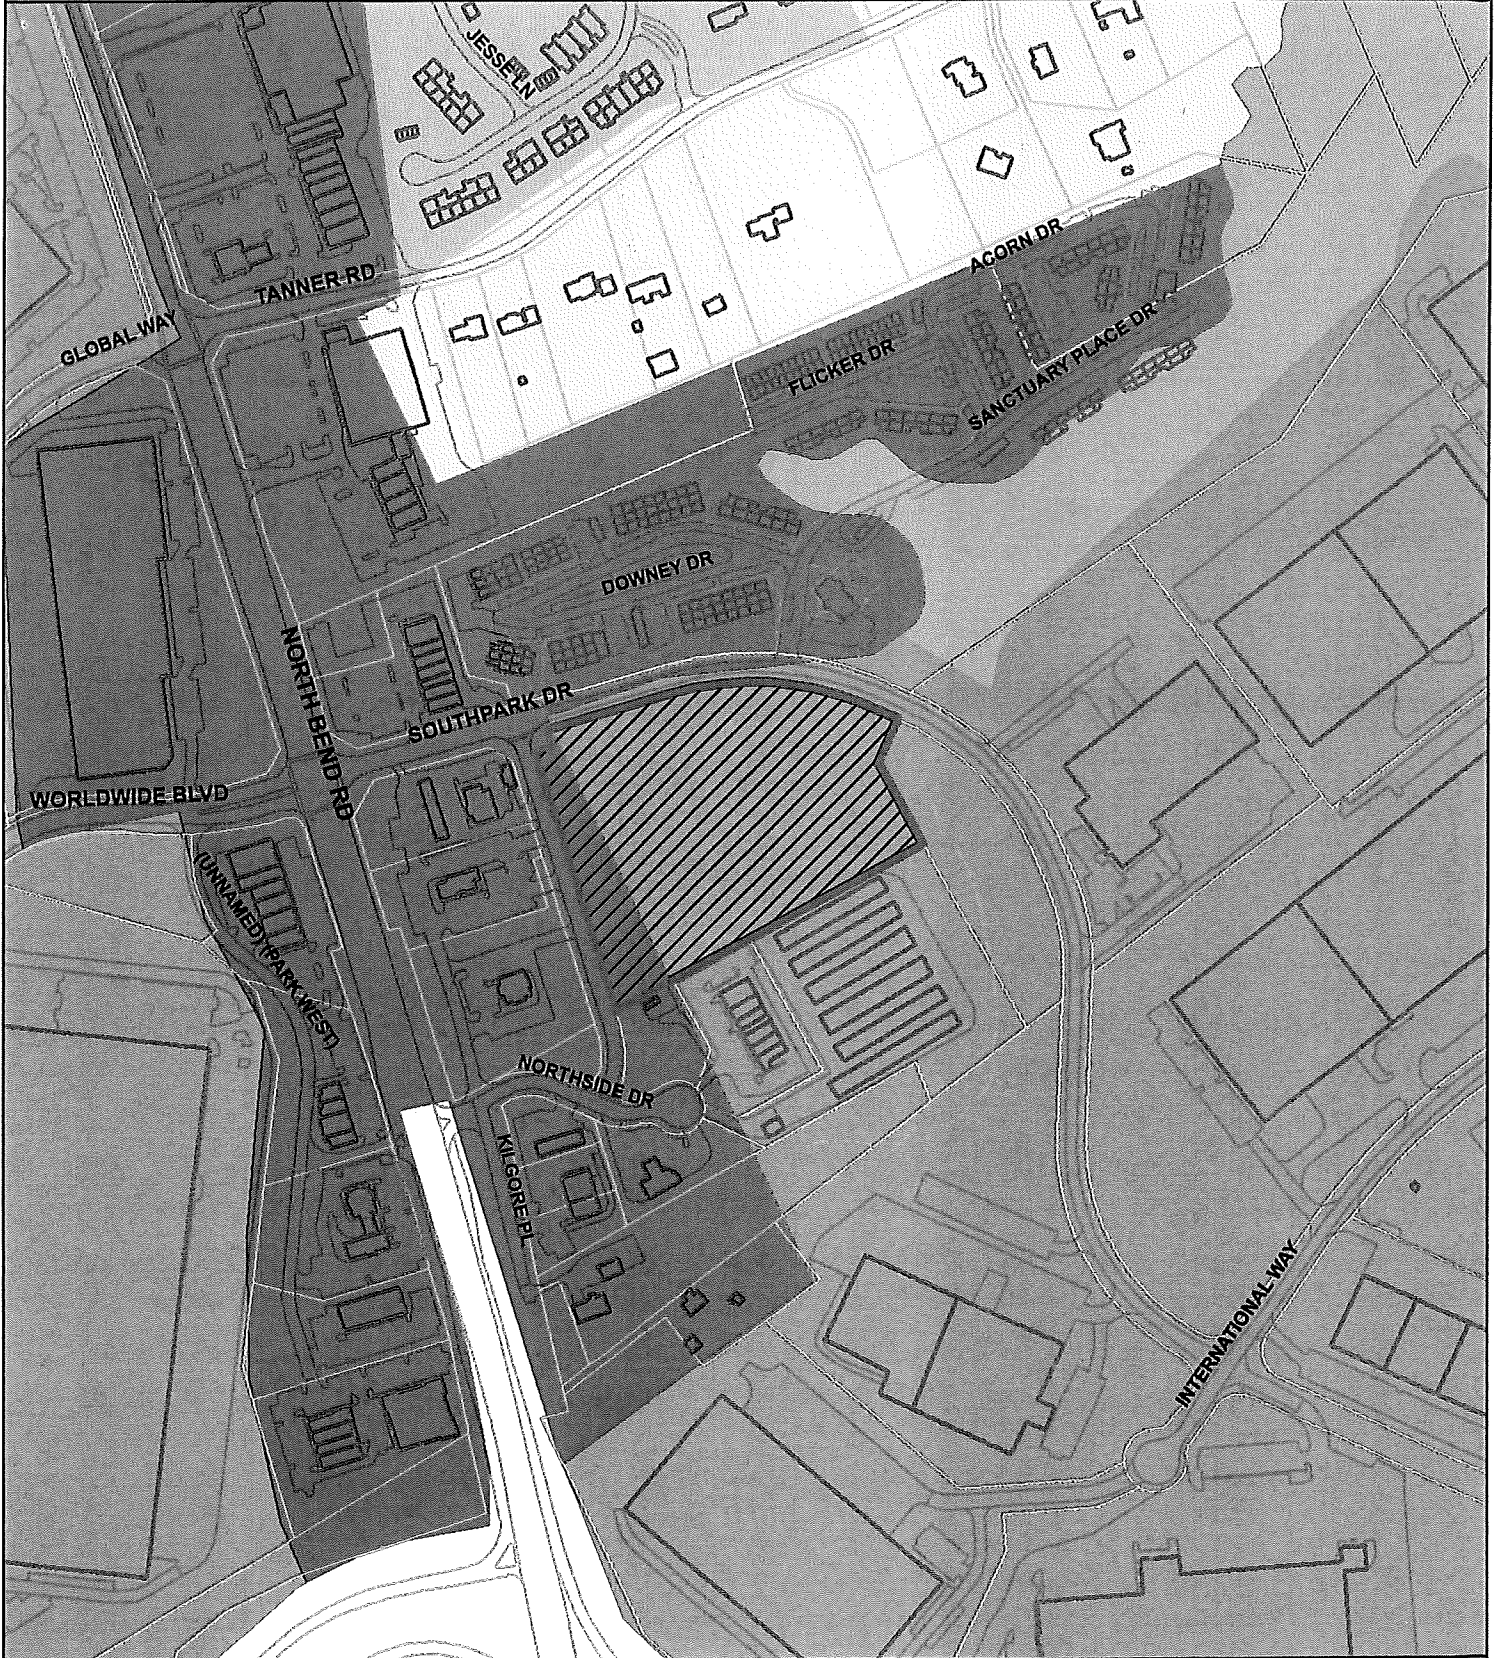 JESSE LN
TANNER RD
GLOBAL WAY
ACORN DR
FLICKER DR
SANCTUARY PLACE DR
DOWNEY DR
NORTH BEND RD
SOUTHPARK DR
WORLDWIDE BLVD
(UNNAMED) (PARK WEST)
NORTHSIDE DR
KILGORE PL
INTERNATIONAL WAY